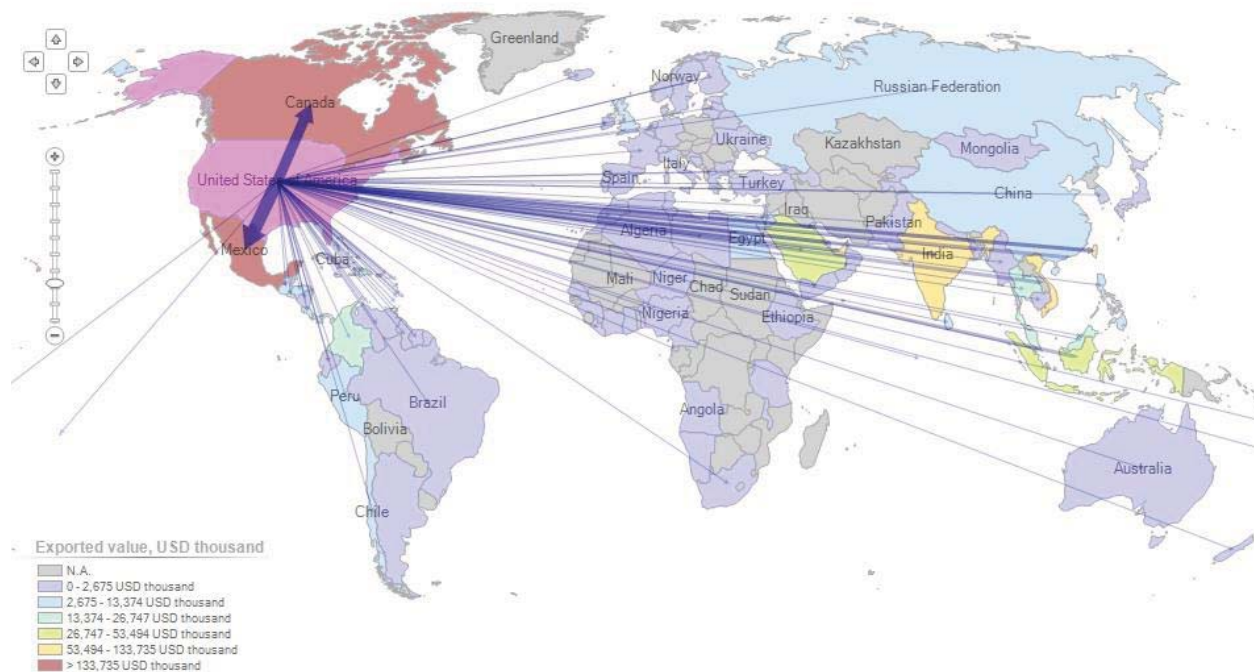 Greenland
Canada
Norway
Russian Federation
Ukraine
Kazakhstan
Mongolia
Italy
Spain
Turkey
China
United States of America
Iraq
Pakistan
Mexico
Cuba
Algeria
Egypt
India
Mali
Niger
Chad
Sudan
Nigeria
Ethiopia
Peru
Brazil
Angola
Bolivia
Australia
Chile
Exported value, USD thousand
N.A.
0 - 2,675 USD thousand
2,675 - 13,374 USD thousand
13,374 - 26,747 USD thousand
26,747 - 53,494 USD thousand
53,494 - 133,735 USD thousand
> 133,735 USD thousand